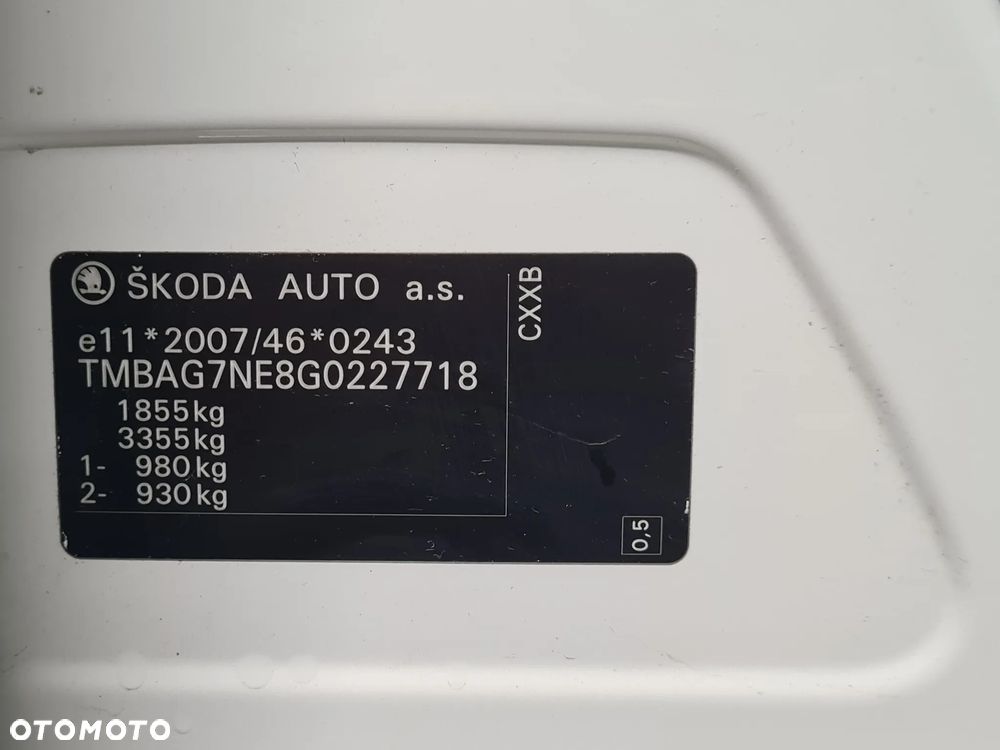 ŠKODA AUTO a.s.
e11*2007/46*0243
TMBAG7NE8G0227718
1855kg
3355kg
1- 980kg
2- 930kg
CXXB
0,5
OTOMOTO